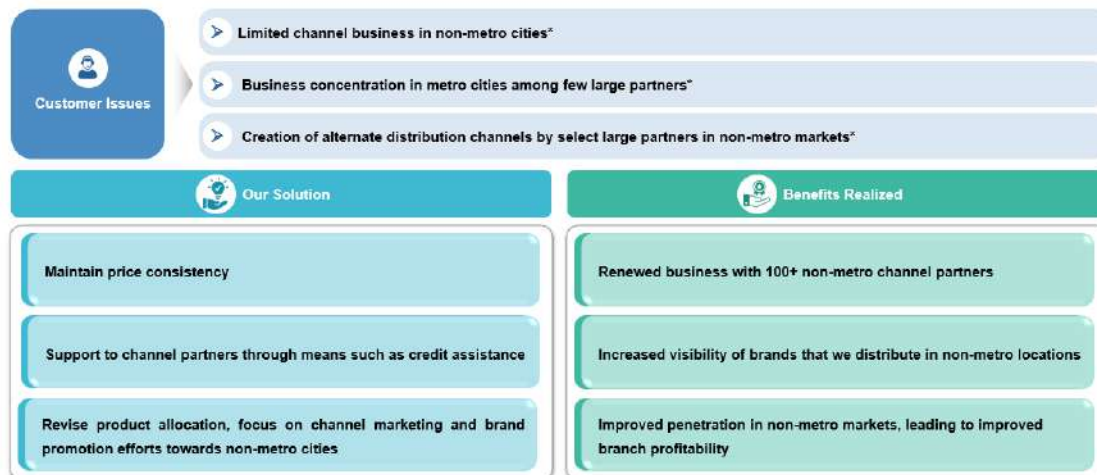 Limited channel business in non-metro cities*
Customer Issues
Business concentration in metro cities among few large partners*
Creation of alternate distribution channels by select large partners in non-metro markets*
Our Solution
Benefits Realized
Maintain price consistency
Renewed business with 100+ non-metro channel partners
Support to channel partners through means such as credit assistance
Increased visibility of brands that we distribute in non-metro locations
Revise product allocation, focus on channel marketing and brand
promotion efforts towards non-metro cities
Improved penetration in non-metro markets, leading to improved
branch profitability